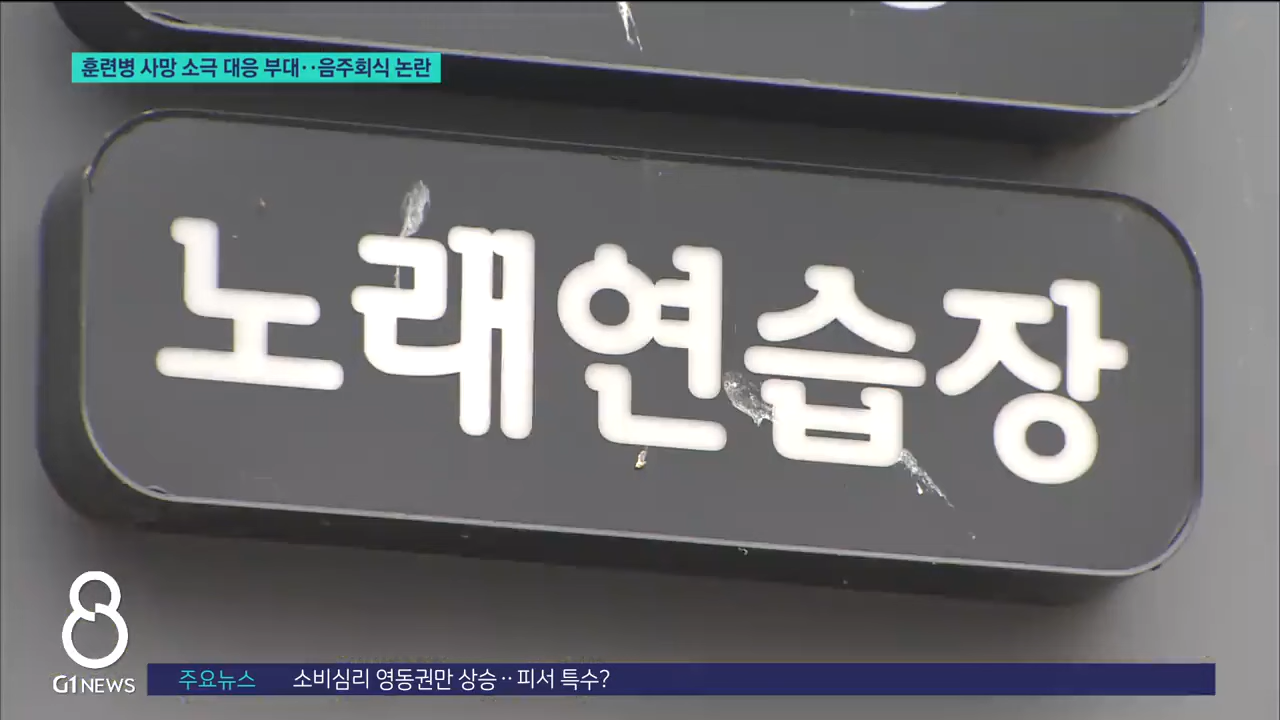 훈련병 사망 소극 대응 부대‥음주회식 논란
노래연습장
8
G1 NEWS
주요뉴스 소비심리 영동권만 상승‥피서 특수?